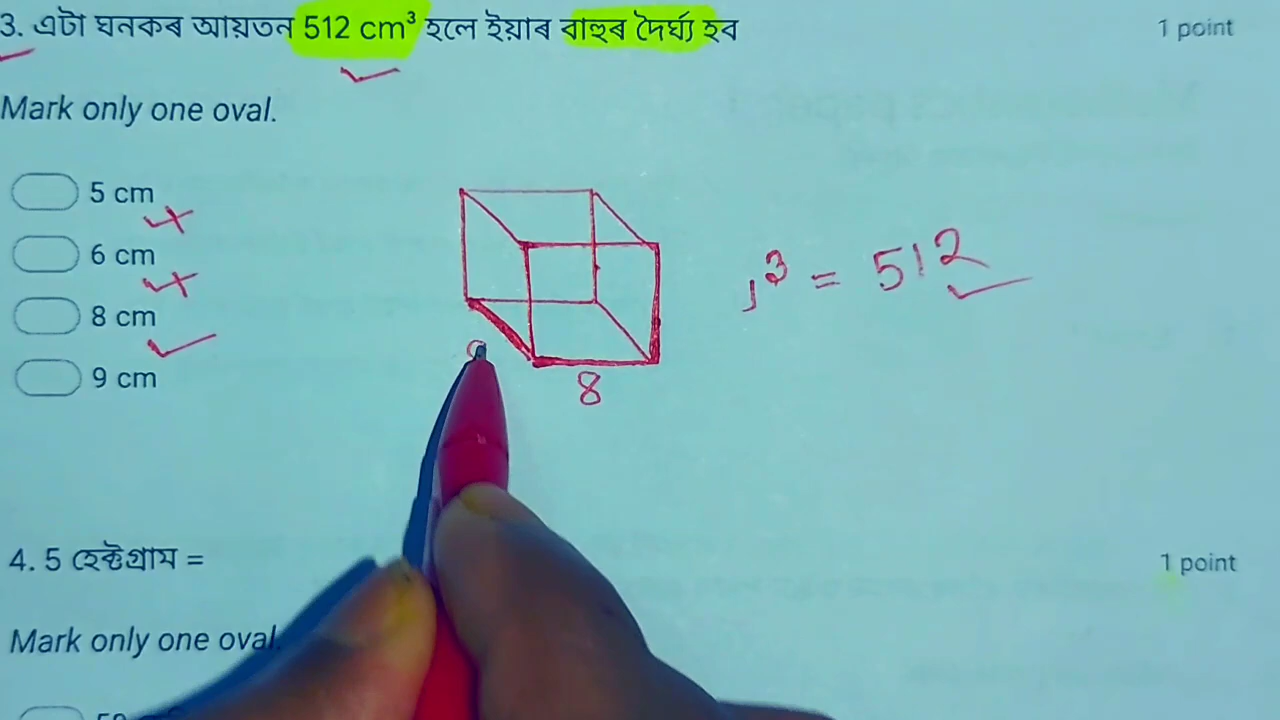 3. এটা ঘনকৰ আয়তন 512 cm³ হলে ইয়াৰ বাহুৰ দৈৰ্ঘ্য হব 1 point
Mark only one oval.
5 cm
6 cm
8 cm
9 cm
³ = 512
8
4. 5 হেক্টগ্ৰাম = 1 point
Mark only one oval.